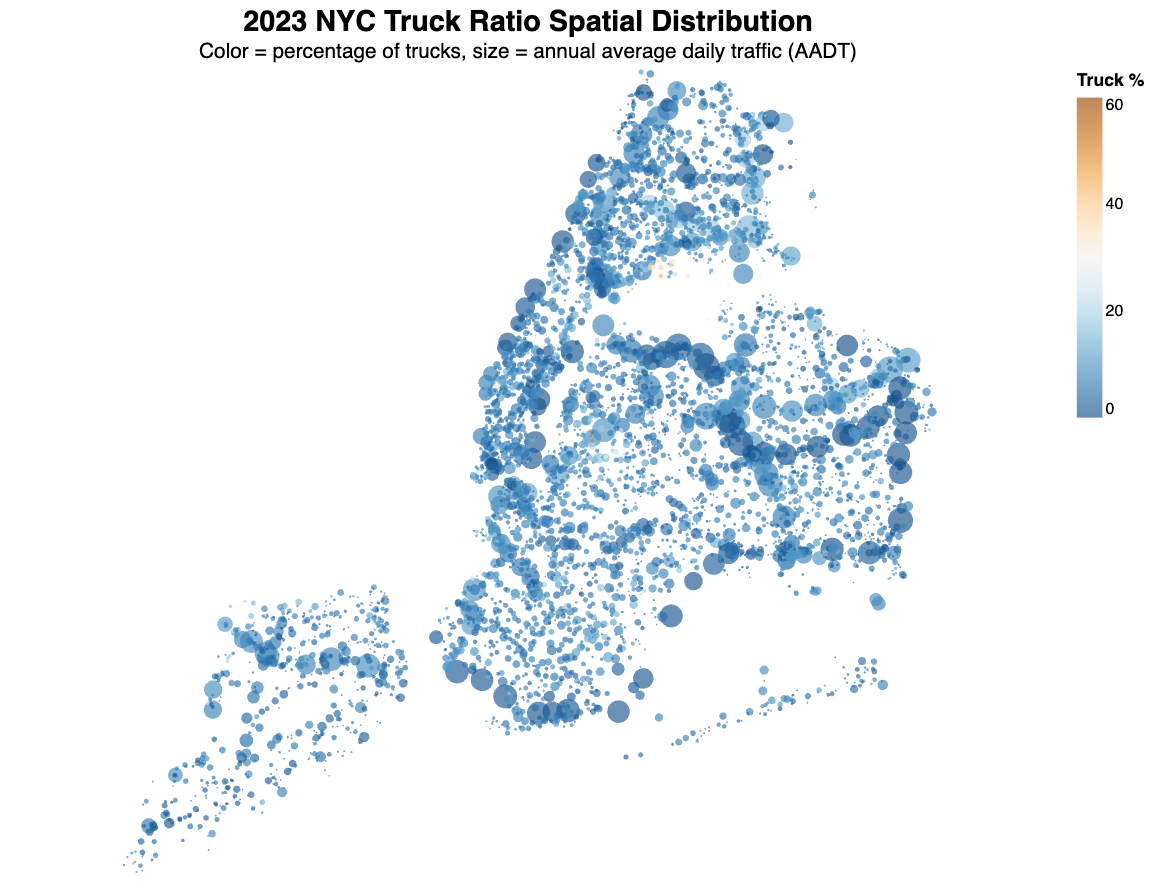 2023 NYC Truck Ratio Spatial Distribution
Color = percentage of trucks, size = annual average daily traffic (AADT)
Truck %
60
40
20
0